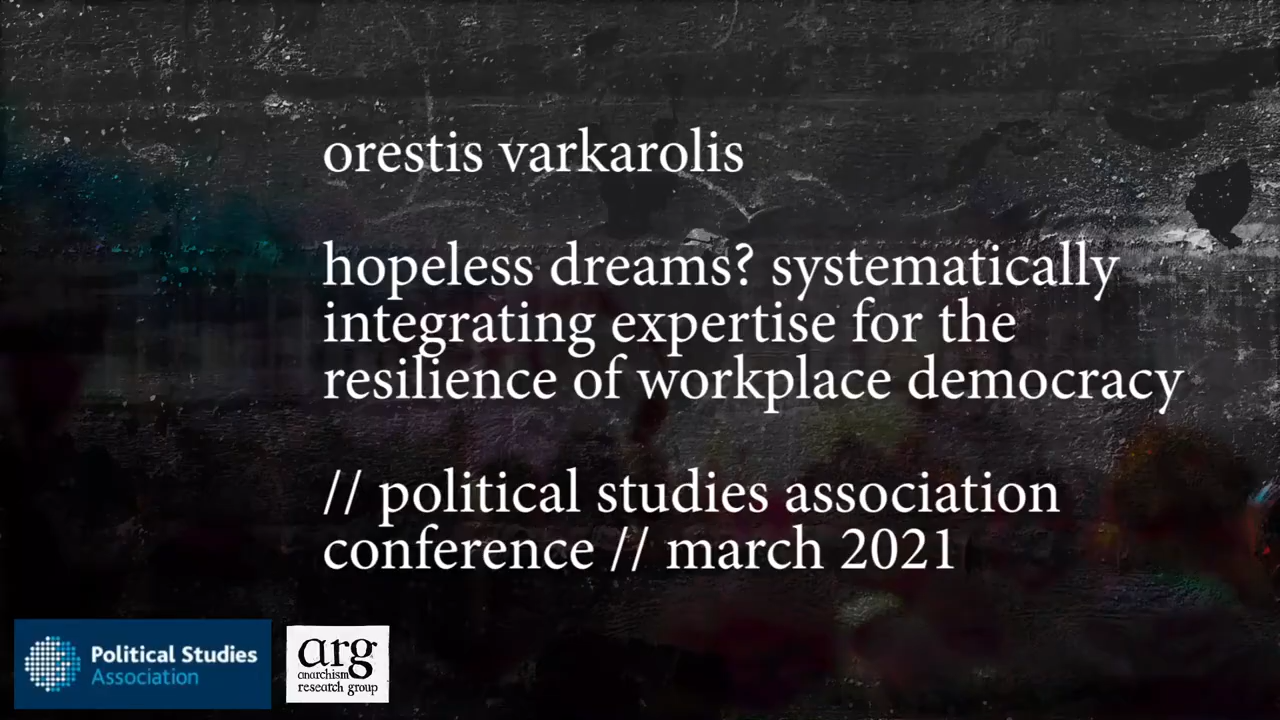 orestis varkarolis
hopeless dreams? systematically
integrating expertise for the
resilience of workplace democracy
// political studies association
conference // march 2021
Political Studies
Association
arg
anarchism
research group